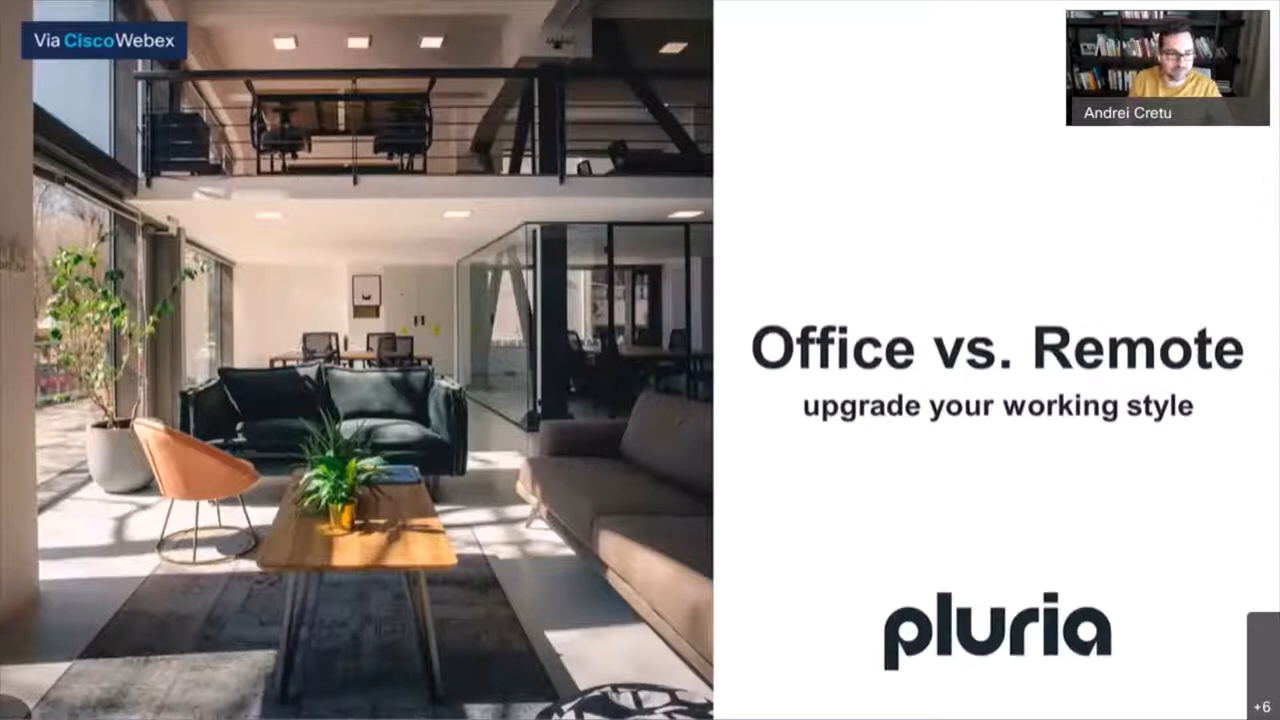 Via CiscoWebex
Andrei Cretu
Office vs. Remote
upgrade your working style
pluria
+6